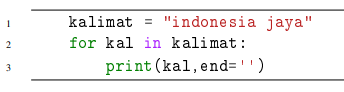 1 kalimat = "indonesia jaya"
2 for kal in kalimat:
3     print(kal,end='')